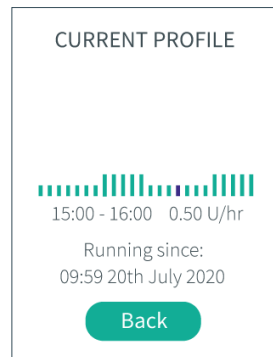 CURRENT PROFILE
15:00 - 16:00 0.50 U/hr
Running since:
09:59 20th July 2020
Back